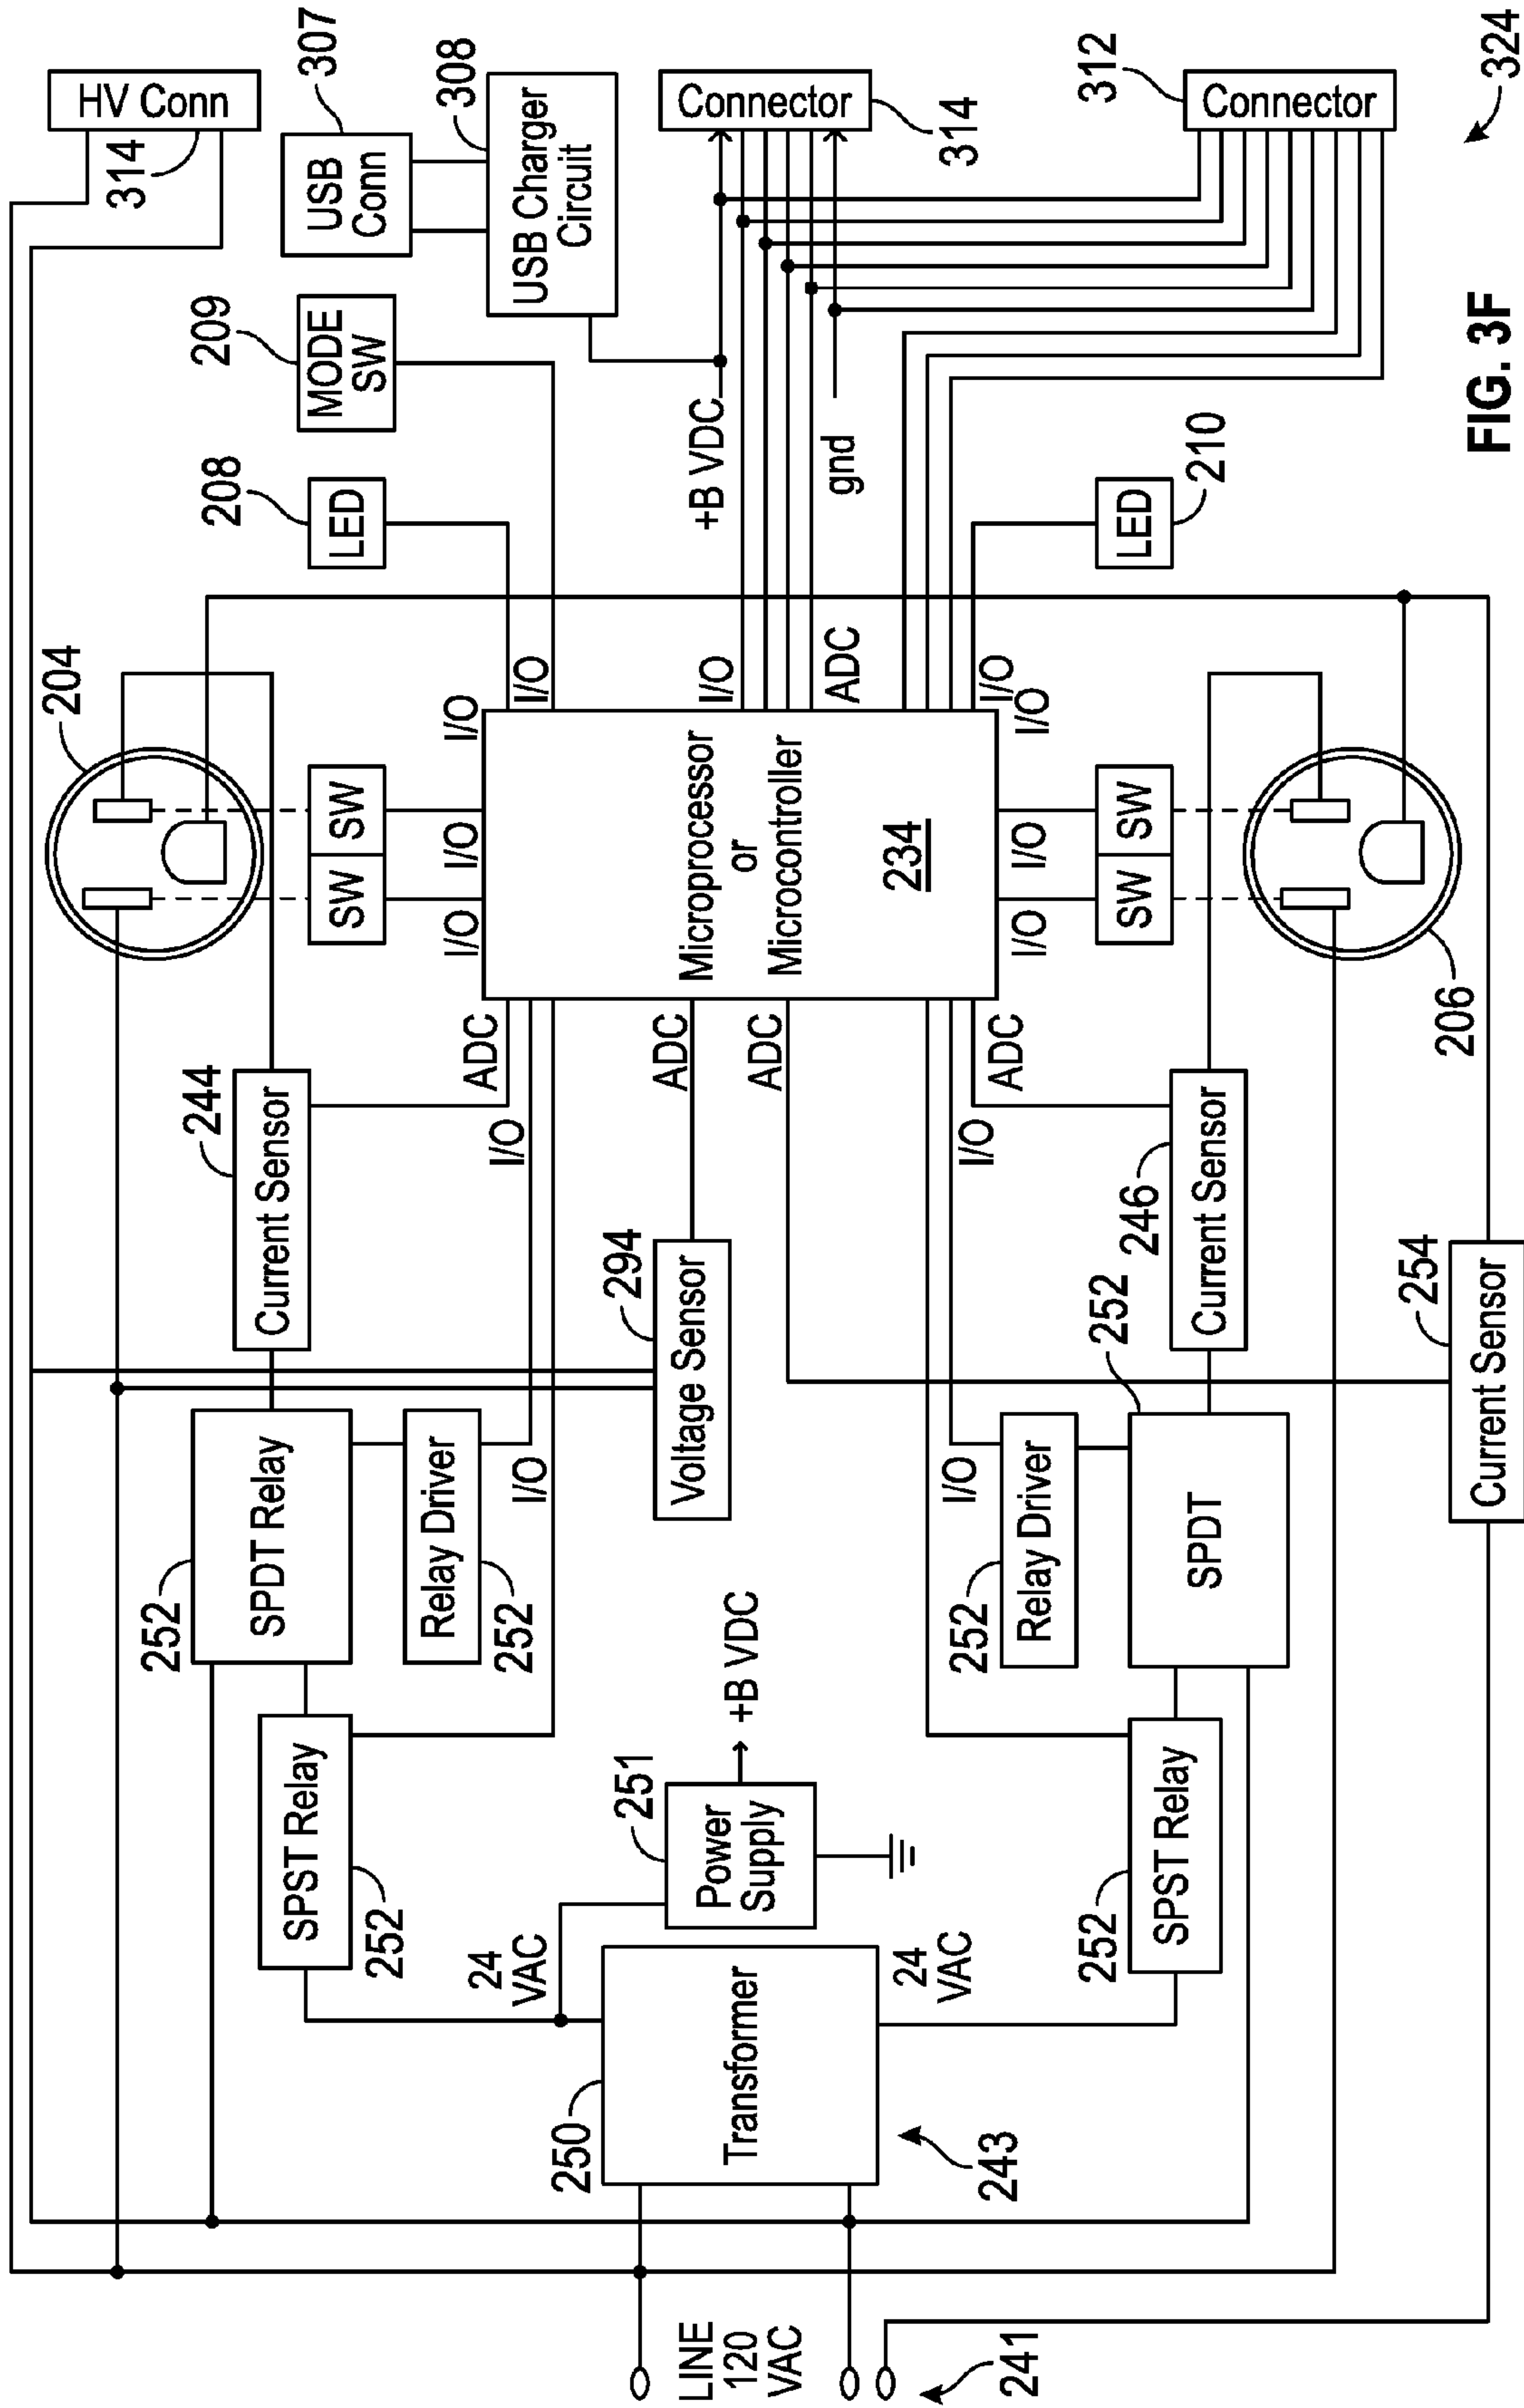 HV Conn
314
USB
Conn
307
USB Charger
Circuit
308
Connector
314
Connector
312
324
FIG. 3F
MODE
SW
209
LED
208
+B VDC
gnd
LED
210
204
SW
SW
I/O
I/O
I/O
I/O
I/O
ADC
I/O
I/O
Microprocessor
or
Microcontroller
234
I/O
I/O
SW
SW
206
ADC
I/O
I/O
ADC
ADC
ADC
I/O
I/O
Current Sensor
244
Voltage Sensor
294
Current Sensor
246
Current Sensor
254
SPDT Relay
252
Relay Driver
252
Relay Driver
252
SPDT
252
SPST Relay
252
Power
Supply
251
+B VDC
SPST Relay
252
24
VAC
24
VAC
Transformer
250
243
LINE
120
VAC
241